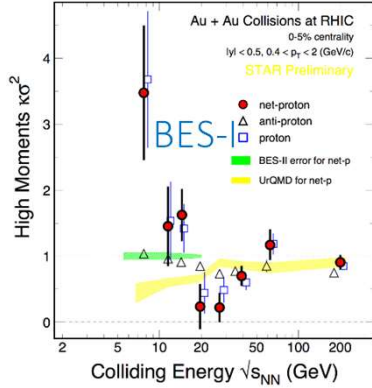 Au + Au Collisions at RHIC
0-5% centrality
|y| < 0.5, 0.4 < p_T < 2 (GeV/c)
STAR Preliminary
net-proton
anti-proton
proton
BES-II error for net-p
UrQMD for net-p
BES-I
High Moments κσ²
4
3
2
1
0
2 5 10 20 50 100 200
Colliding Energy √s_NN (GeV)